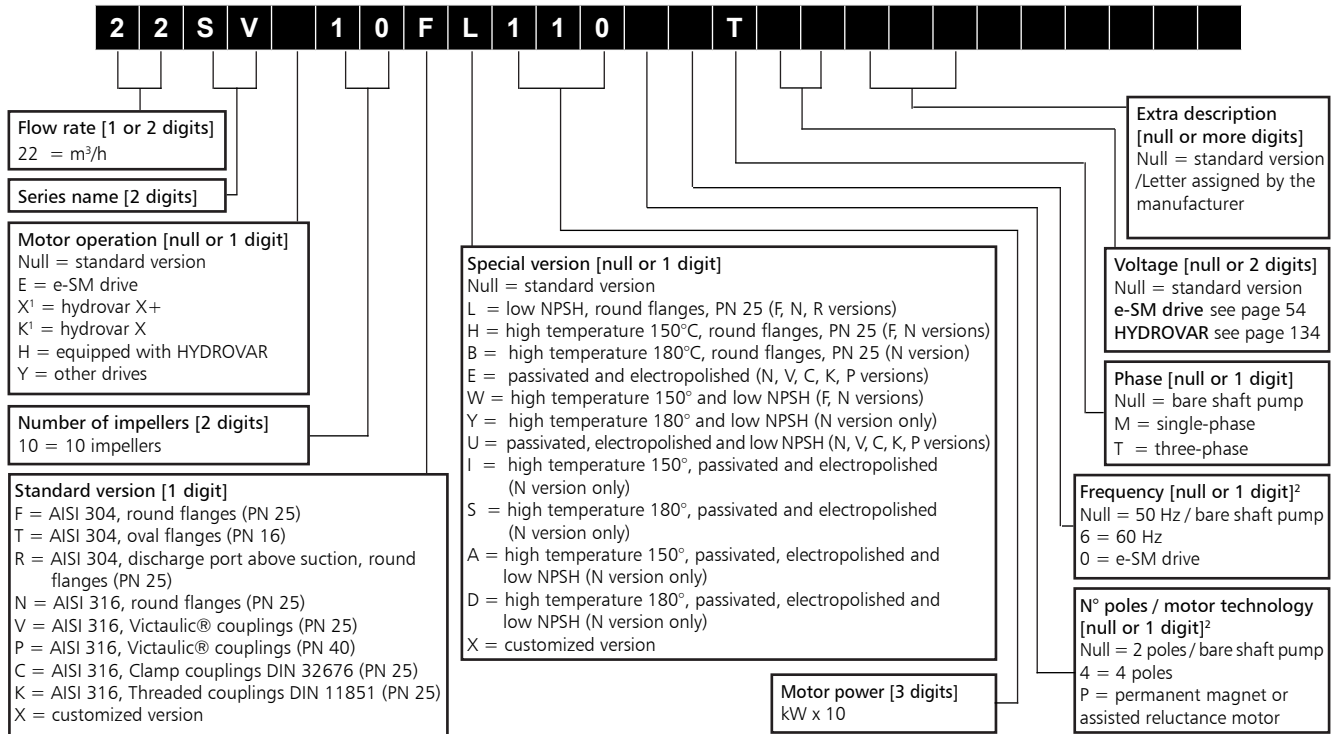 2 2 S V 1 0 F L 1 1 0 T
Flow rate [1 or 2 digits]
22 = m³/h
Series name [2 digits]
Motor operation [null or 1 digit]
Null = standard version
E = e-SM drive
X¹ = hydrovar X+
K¹ = hydrovar X
H = equipped with HYDROVAR
Y = other drives
Number of impellers [2 digits]
10 = 10 impellers
Standard version [1 digit]
F = AISI 304, round flanges (PN 25)
T = AISI 304, oval flanges (PN 16)
R = AISI 304, discharge port above suction, round
flanges (PN 25)
N = AISI 316, round flanges (PN 25)
V = AISI 316, Victaulic® couplings (PN 25)
P = AISI 316, Victaulic® couplings (PN 40)
C = AISI 316, Clamp couplings DIN 32676 (PN 25)
K = AISI 316, Threaded couplings DIN 11851 (PN 25)
X = customized version
Special version [null or 1 digit]
Null = standard version
L = low NPSH, round flanges, PN 25 (F, N, R versions)
H = high temperature 150°C, round flanges, PN 25 (F, N versions)
B = high temperature 180°C, round flanges, PN 25 (N version)
E = passivated and electropolished (N, V, C, K, P versions)
W = high temperature 150° and low NPSH (F, N versions)
Y = high temperature 180° and low NPSH (N version only)
U = passivated, electropolished and low NPSH (N, V, C, K, P versions)
I = high temperature 150°, passivated and electropolished
(N version only)
S = high temperature 180°, passivated and electropolished
(N version only)
A = high temperature 150°, passivated, electropolished and
low NPSH (N version only)
D = high temperature 180°, passivated, electropolished and
low NPSH (N version only)
X = customized version
Motor power [3 digits]
kW x 10
Extra description
[null or more digits]
Null = standard version
/Letter assigned by the
manufacturer
Voltage [null or 2 digits]
Null = standard version
e-SM drive see page 54
HYDROVAR see page 134
Phase [null or 1 digit]
Null = bare shaft pump
M = single-phase
T = three-phase
Frequency [null or 1 digit]²
Null = 50 Hz / bare shaft pump
6 = 60 Hz
0 = e-SM drive
N° poles / motor technology
[null or 1 digit]²
Null = 2 poles / bare shaft pump
4 = 4 poles
P = permanent magnet or
assisted reluctance motor